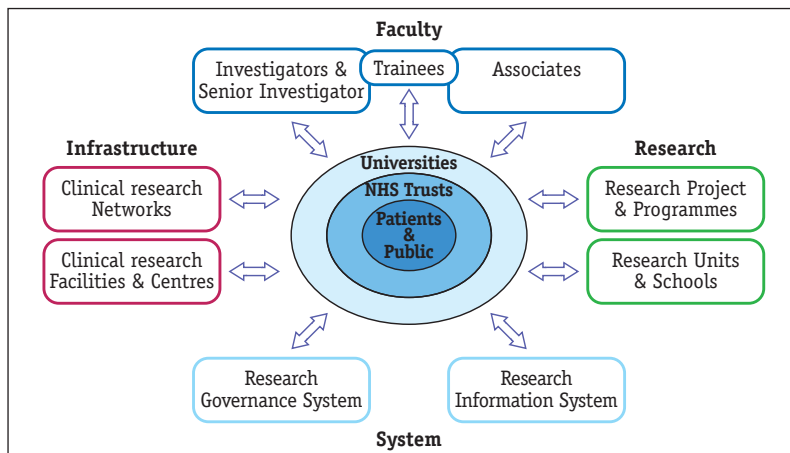 Faculty
Investigators &
Senior Investigator
Trainees
Associates
Infrastructure
Research
Clinical research
Networks
Clinical research
Facilities & Centres
Universities
NHS Trusts
Patients
&
Public
Research Project
& Programmes
Research Units
& Schools
Research
Governance System
Research
Information System
System